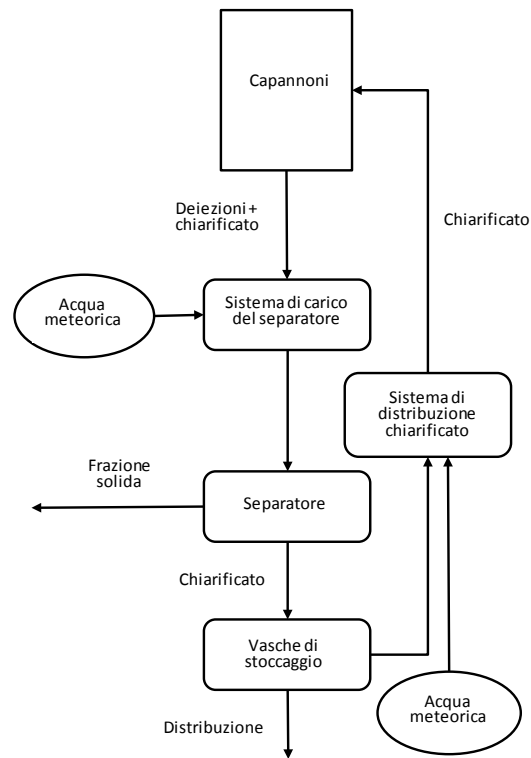 Capannoni
Deiezioni +
chiarificato
Chiarificato
Acqua
meteorica
Sistema di carico
del separatore
Sistema di
distribuzione
chiarificato
Frazione
solida
Separatore
Chiarificato
Vasche di
stoccaggio
Acqua
meteorica
Distribuzione